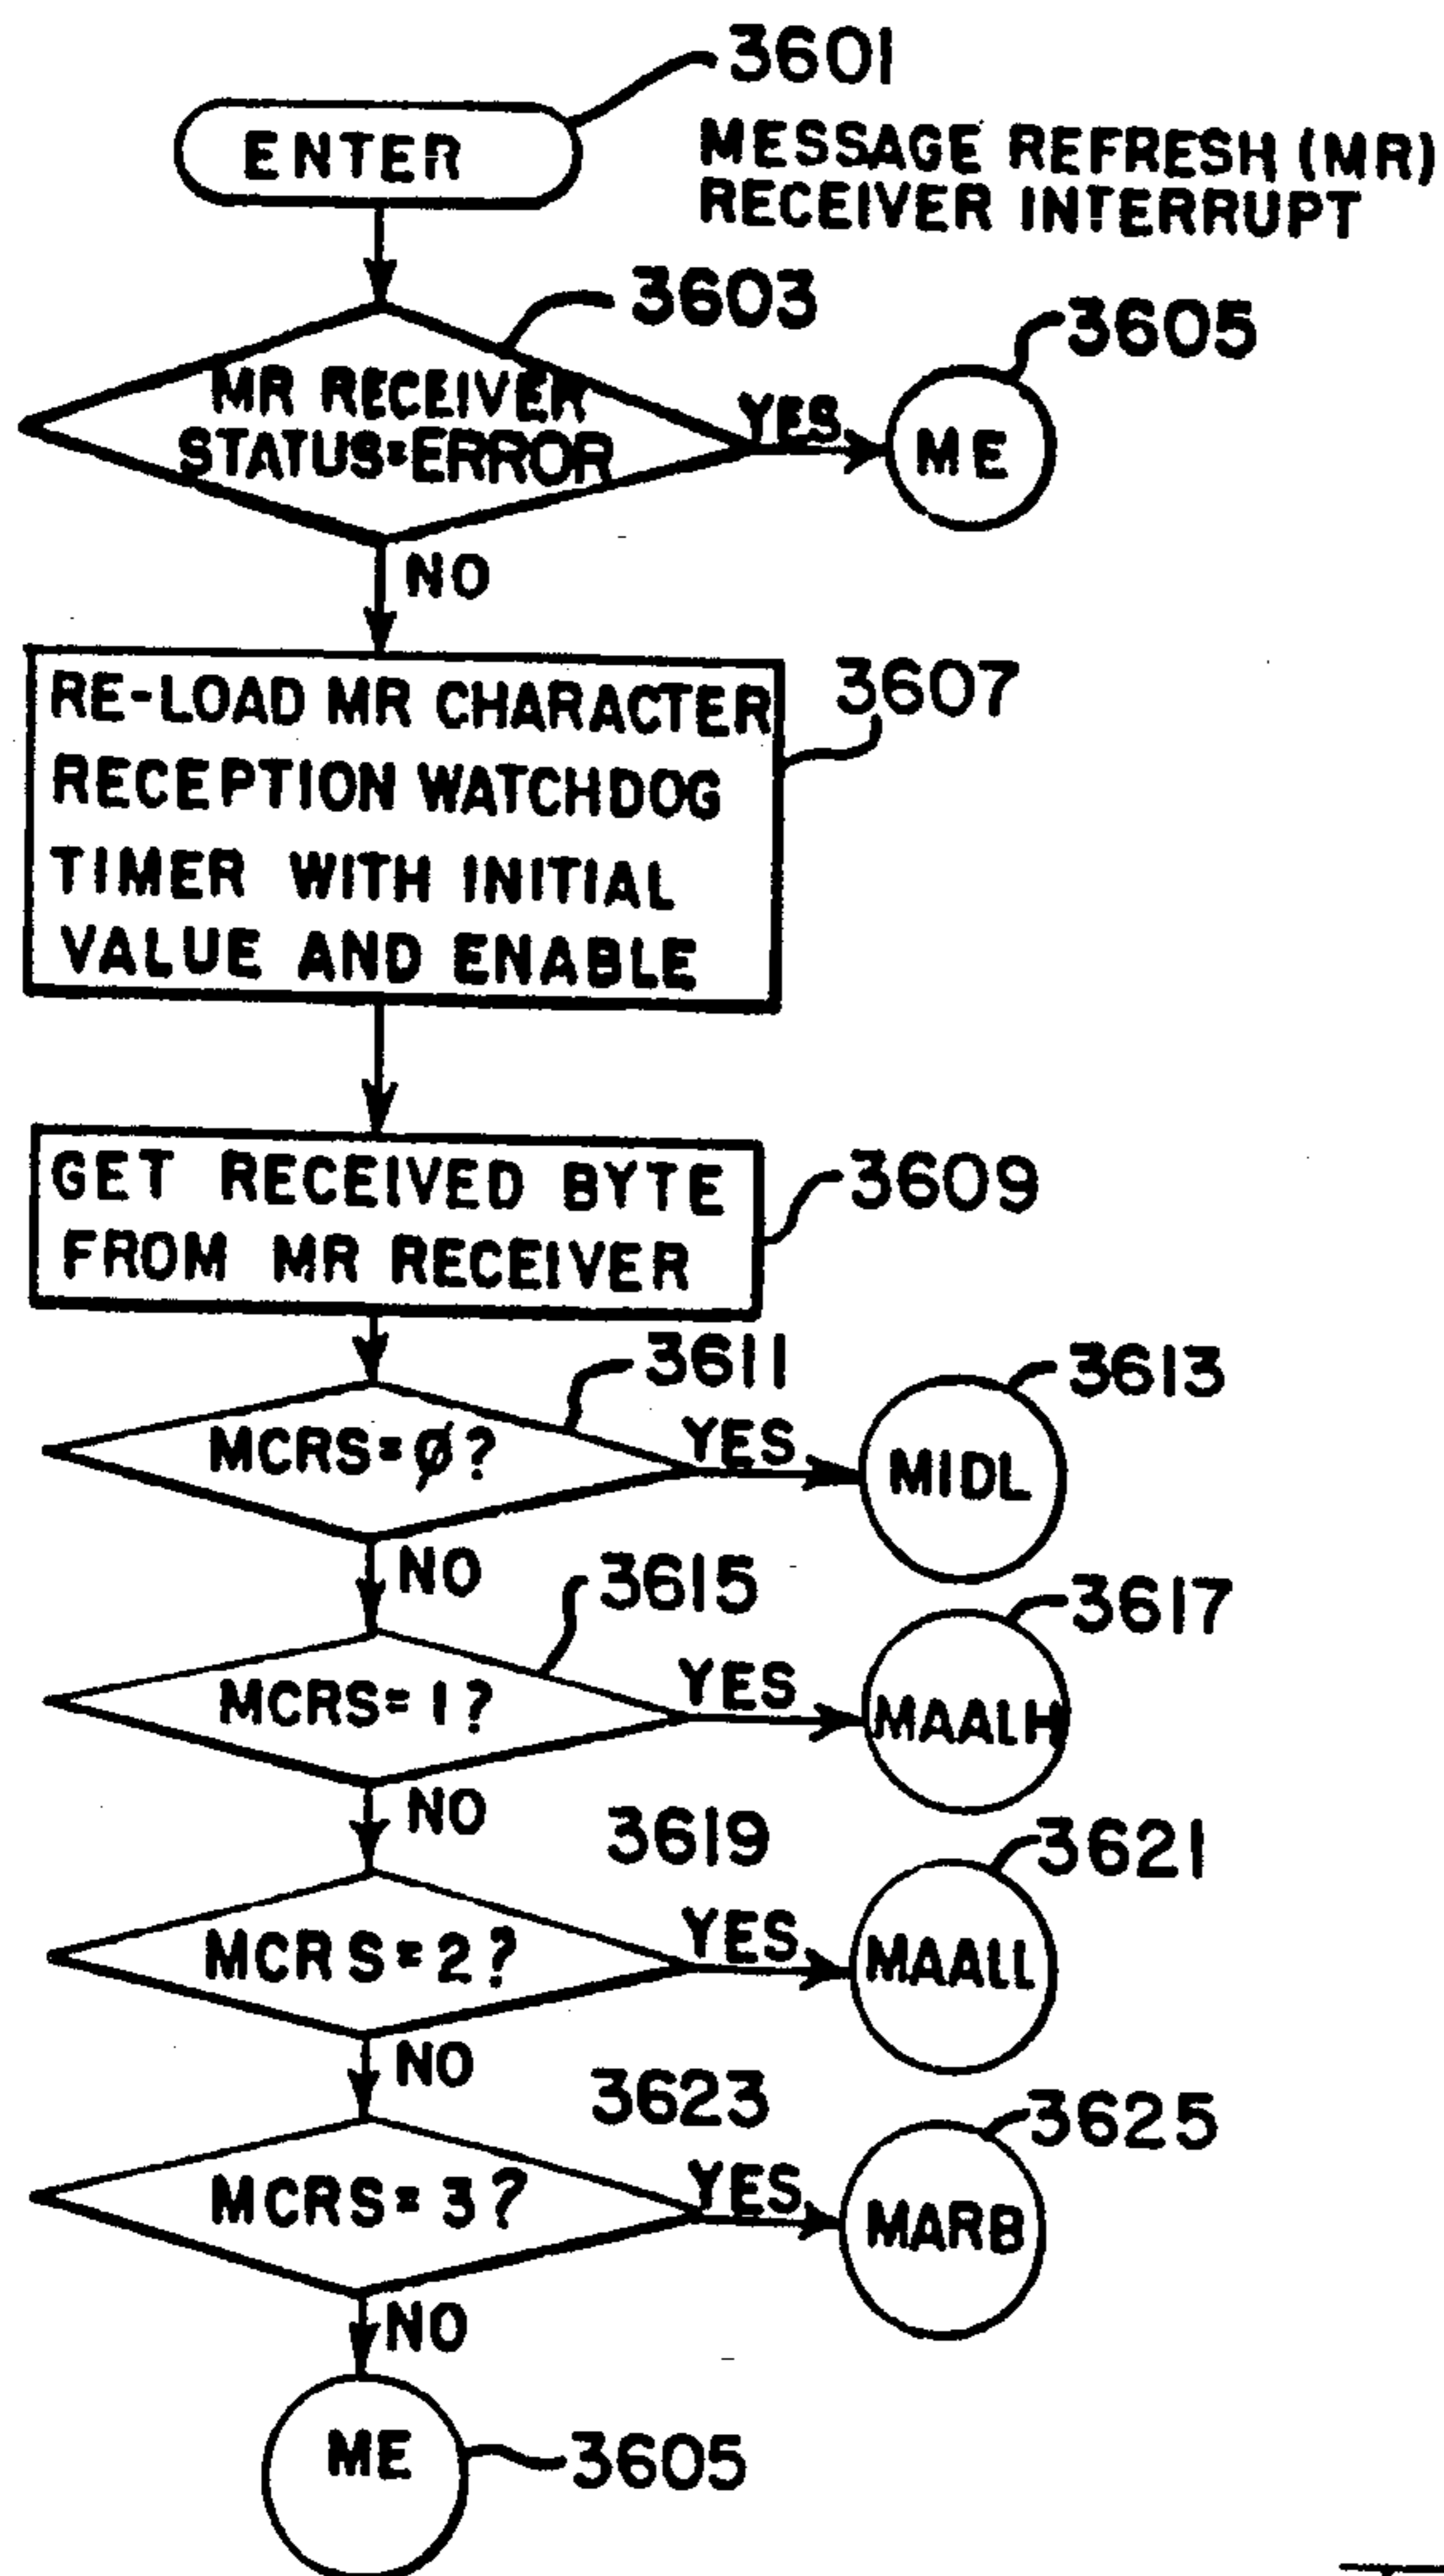 3601
ENTER
MESSAGE REFRESH (MR)
RECEIVER INTERRUPT
3603
3605
MR RECEIVER
STATUS=ERROR
YES
ME
NO
RE-LOAD MR CHARACTER
RECEPTION WATCHDOG
TIMER WITH INITIAL
VALUE AND ENABLE
3607
GET RECEIVED BYTE
FROM MR RECEIVER
3609
3611
3613
MCRS=Ø?
YES
MIDL
NO
3615
3617
MCRS=1?
YES
MAALH
NO
3619
3621
MCRS=2?
YES
MAALL
NO
3623
3625
MCRS=3?
YES
MARB
NO
ME
3605